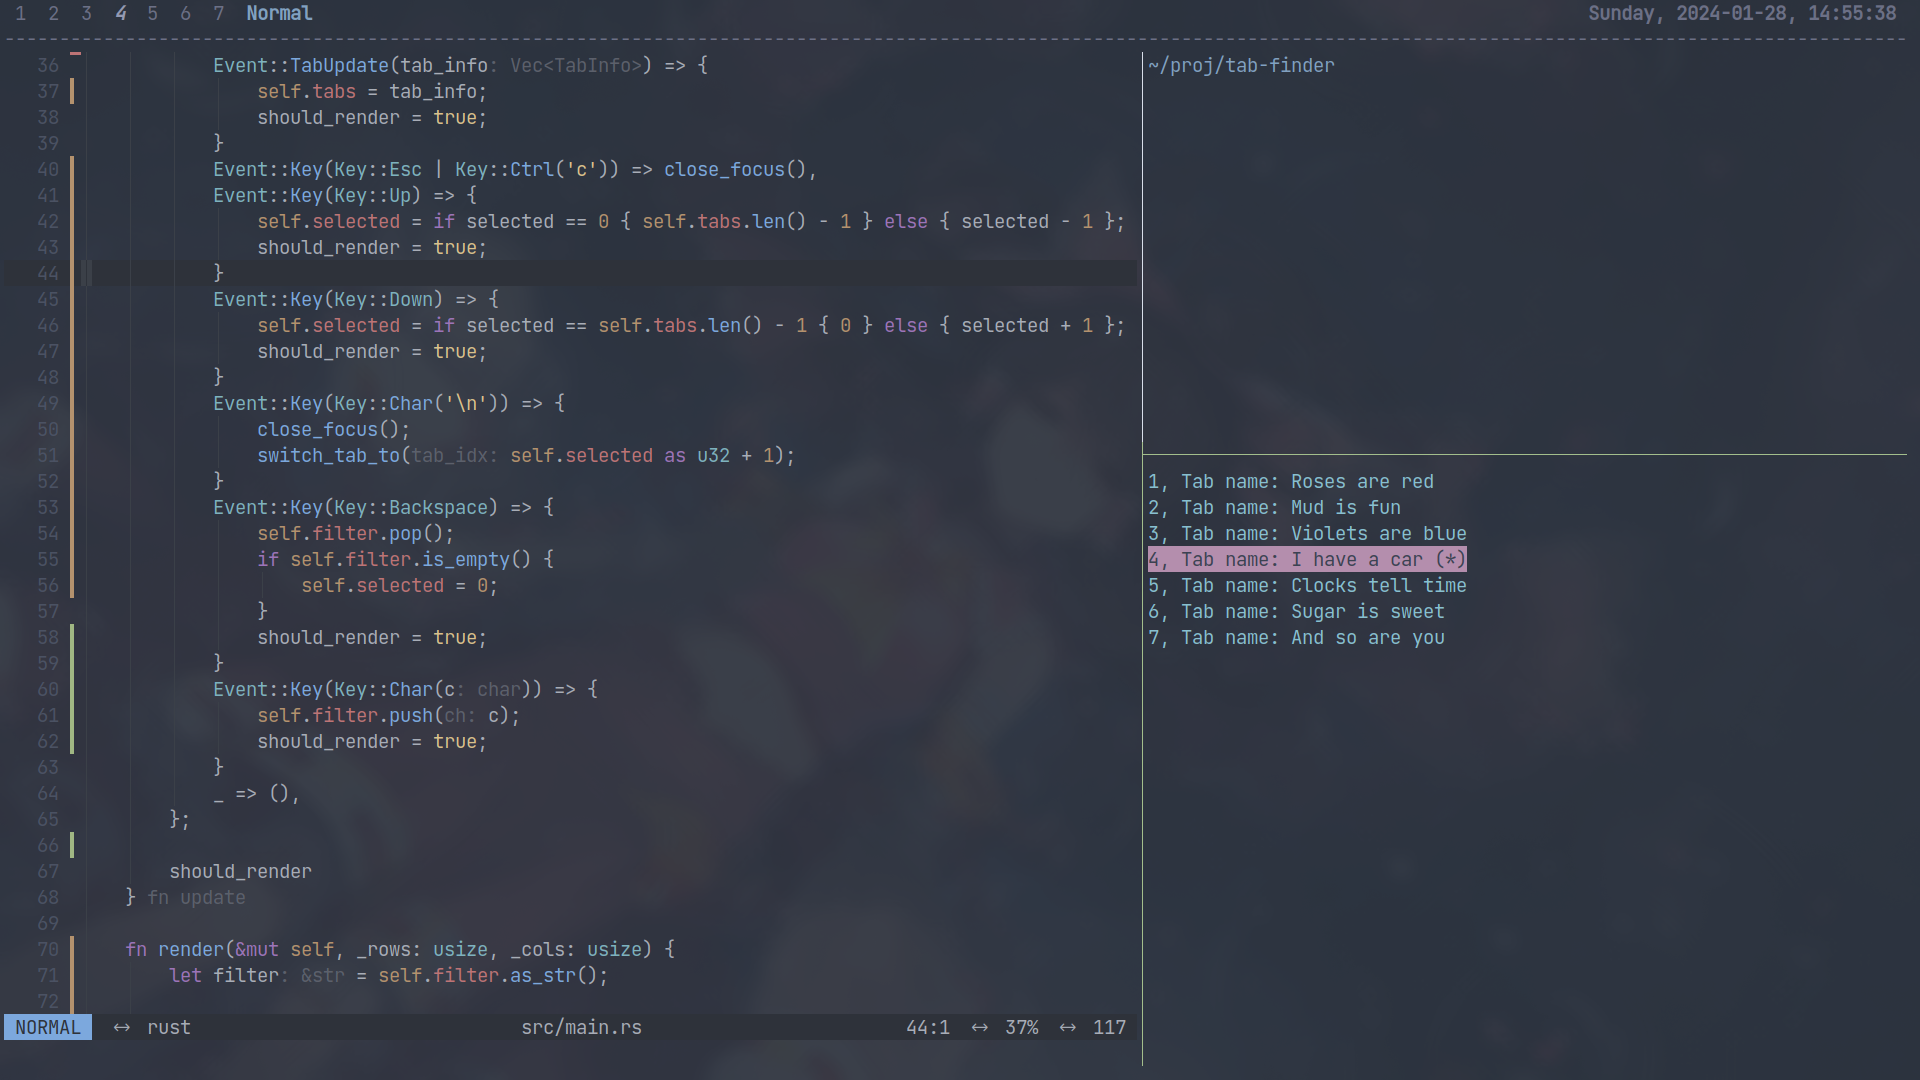 1 2 3 4 5 6 7 Normal Sunday, 2024-01-28, 14:55:38
36 Event::TabUpdate(tab_info: Vec<TabInfo>) => {
37 self.tabs = tab_info;
38 should_render = true;
39 }
40 Event::Key(Key::Esc | Key::Ctrl('c')) => close_focus(),
41 Event::Key(Key::Up) => {
42 self.selected = if selected == 0 { self.tabs.len() - 1 } else { selected - 1 };
43 should_render = true;
44 }
45 Event::Key(Key::Down) => {
46 self.selected = if selected == self.tabs.len() - 1 { 0 } else { selected + 1 };
47 should_render = true;
48 }
49 Event::Key(Key::Char('\n')) => {
50 close_focus();
51 switch_tab_to(tab_idx: self.selected as u32 + 1);
52 }
53 Event::Key(Key::Backspace) => {
54 self.filter.pop();
55 if self.filter.is_empty() {
56 self.selected = 0;
57 }
58 should_render = true;
59 }
60 Event::Key(Key::Char(c: char)) => {
61 self.filter.push(ch: c);
62 should_render = true;
63 }
64 _ => (),
65 };
66
67 should_render
68 } fn update
69
70 fn render(&mut self, _rows: usize, _cols: usize) {
71 let filter: &str = self.filter.as_str();
72
NORMAL ↔ rust src/main.rs 44:1 ↔ 37% ↔ 117
~/proj/tab-finder
1, Tab name: Roses are red
2, Tab name: Mud is fun
3, Tab name: Violets are blue
4, Tab name: I have a car (*)
5, Tab name: Clocks tell time
6, Tab name: Sugar is sweet
7, Tab name: And so are you